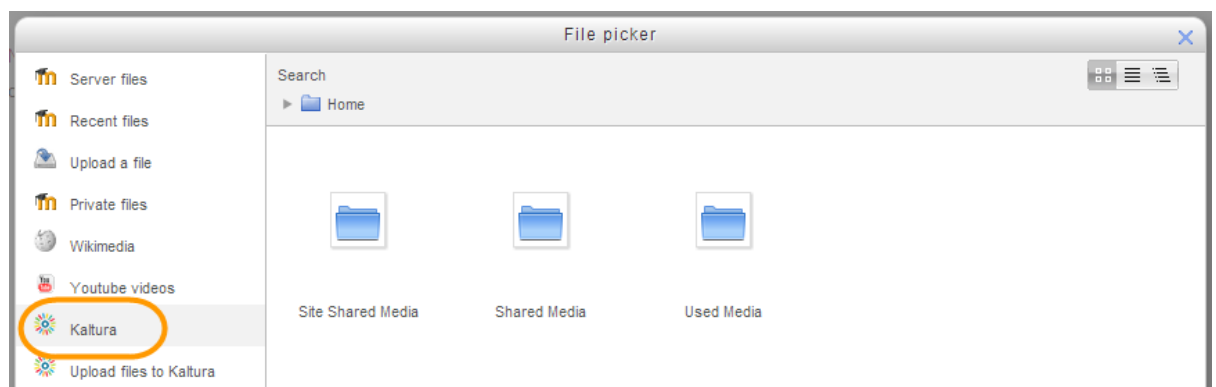 File picker
Server files
Recent files
Upload a file
Private files
Wikimedia
Youtube videos
Kaltura
Upload files to Kaltura
Search
Home
Site Shared Media
Shared Media
Used Media